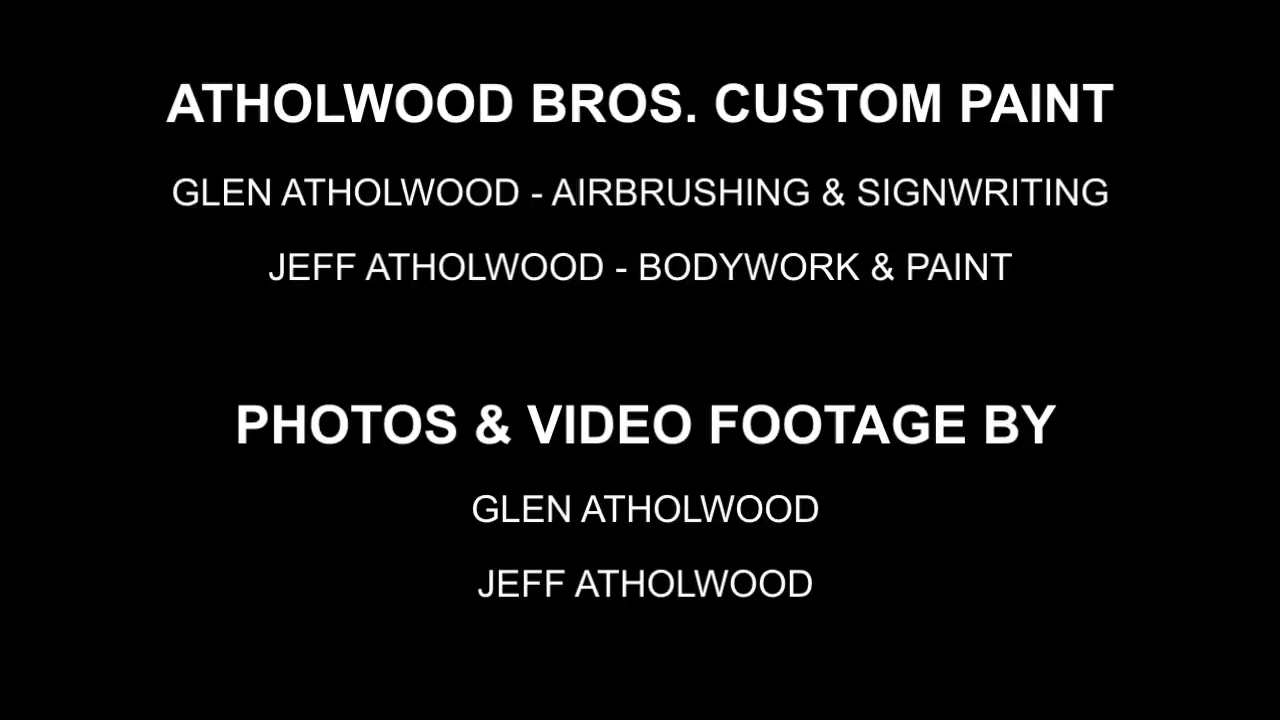 ATHOLWOOD BROS. CUSTOM PAINT
GLEN ATHOLWOOD - AIRBRUSHING & SIGNWRITING
JEFF ATHOLWOOD - BODYWORK & PAINT
PHOTOS & VIDEO FOOTAGE BY
GLEN ATHOLWOOD
JEFF ATHOLWOOD